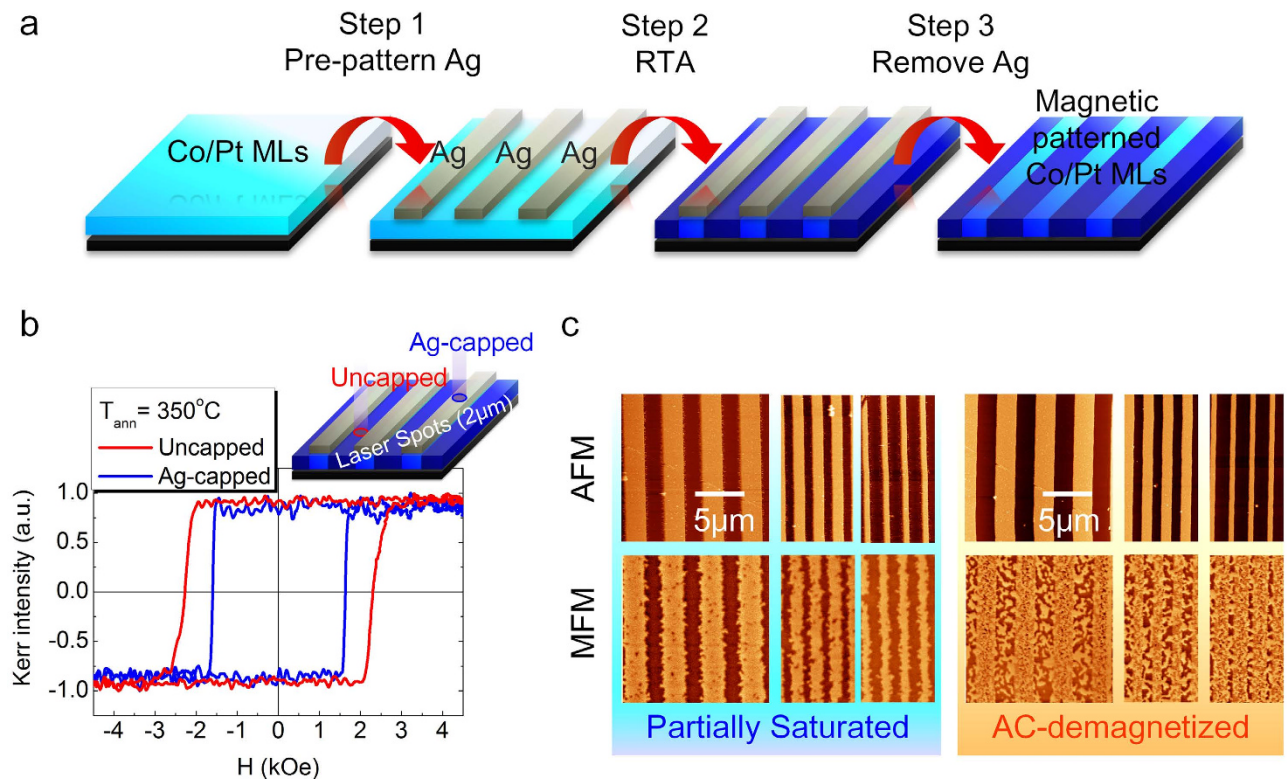 a
Step 1
Pre-pattern Ag
Step 2
RTA
Step 3
Remove Ag
Co/Pt MLs
Ag
Ag
Ag
Magnetic
patterned
Co/Pt MLs
b
Ag-capped
Uncapped
Laser Spots (2μm)
T_ann = 350°C
Uncapped
Ag-capped
Kerr intensity (a.u.)
1.0
0.5
0.0
-0.5
-1.0
-4 -3 -2 -1 0 1 2 3 4
H (kOe)
c
AFM
5μm
5μm
MFM
Partially Saturated
AC-demagnetized